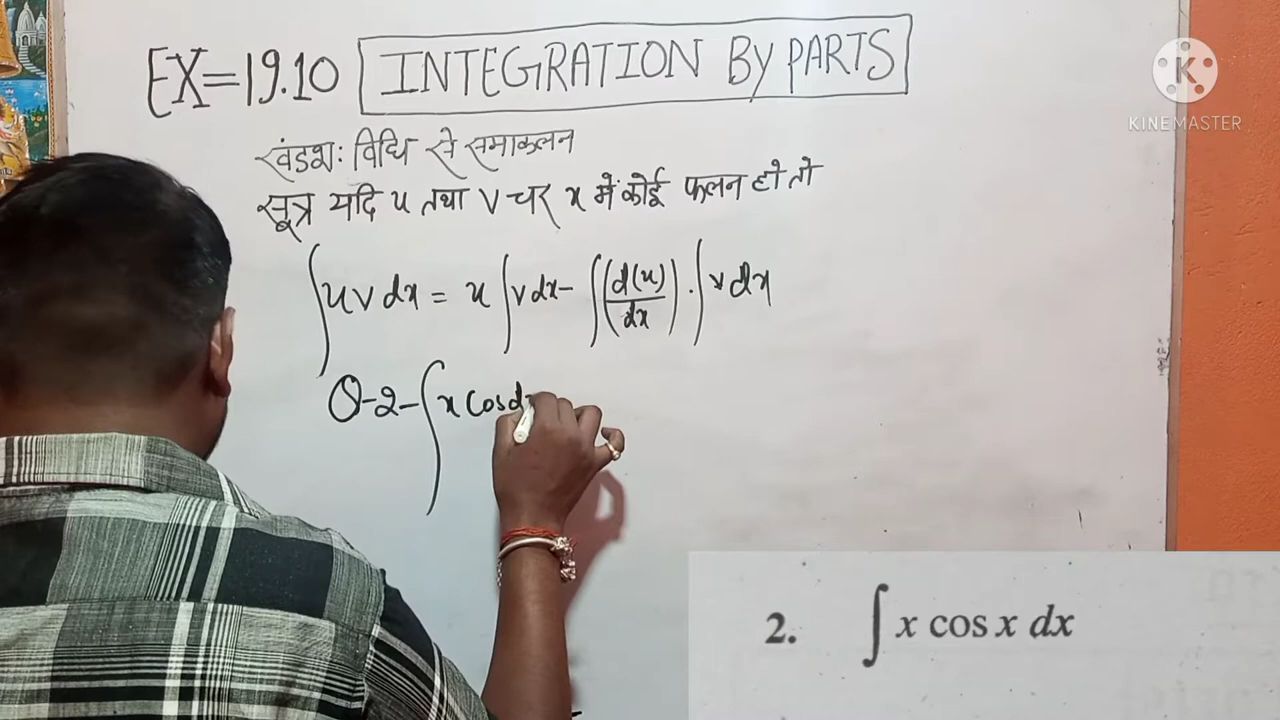 EX=19.10 INTEGRATION BY PARTS
KINEMASTER
खंडशः विधि से समाकलन
सूत्र यदि u तथा v चर x में कोई फलन हो तो
∫uv dx = u ∫v dx - ∫(d(u)/dx) · ∫v dx
Q-2- ∫x Cos d
2. ∫ x cos x dx